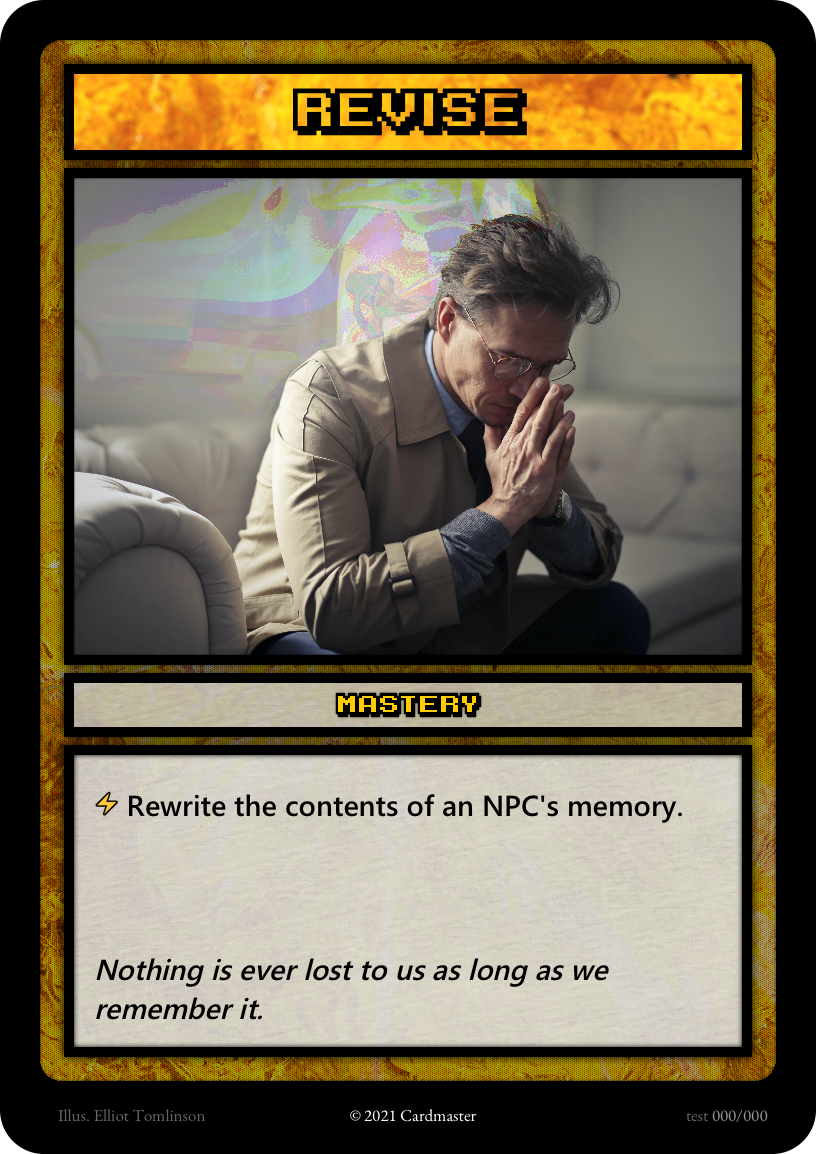 REVISE
MASTERY
⚡ Rewrite the contents of an NPC's memory.
Nothing is ever lost to us as long as we
remember it.
Illus. Elliot Tomlinson © 2021 Cardmaster test 000/000